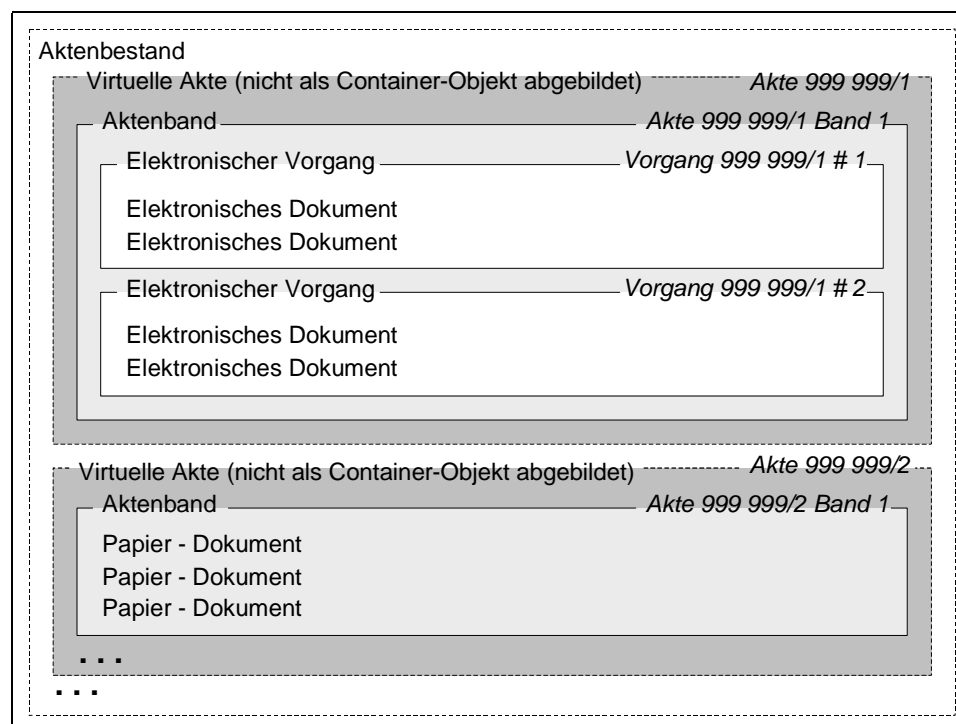 Aktenbestand
Virtuelle Akte (nicht als Container-Objekt abgebildet) Akte 999 999/1
Aktenband Akte 999 999/1 Band 1
Elektronischer Vorgang Vorgang 999 999/1 # 1
Elektronisches Dokument
Elektronisches Dokument
Elektronischer Vorgang Vorgang 999 999/1 # 2
Elektronisches Dokument
Elektronisches Dokument
Virtuelle Akte (nicht als Container-Objekt abgebildet) Akte 999 999/2
Aktenband Akte 999 999/2 Band 1
Papier - Dokument
Papier - Dokument
Papier - Dokument
. . .
. . .